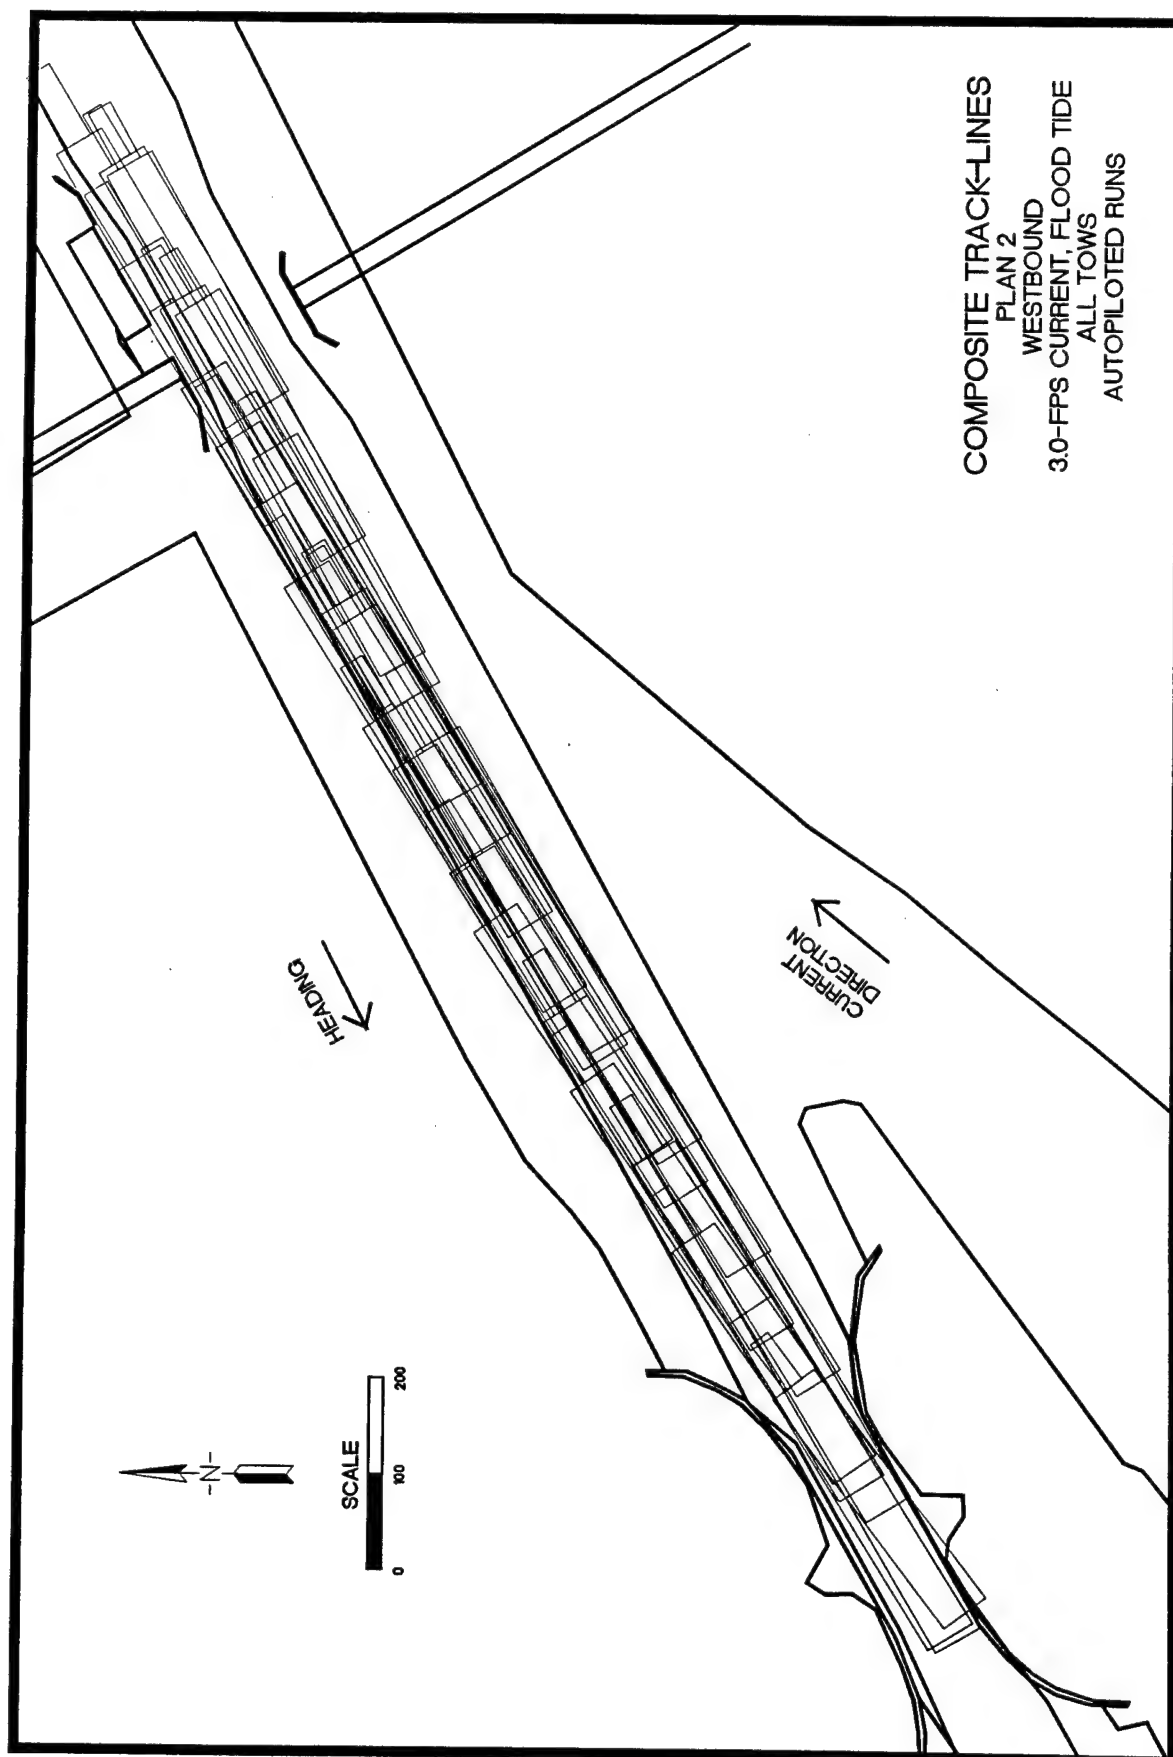 COMPOSITE TRACK-LINES
PLAN 2
WESTBOUND
3.0-FPS CURRENT, FLOOD TIDE
ALL TOWS
AUTOPILOTED RUNS
HEADING
CURRENT
DIRECTION
-N-
SCALE
0 100 200